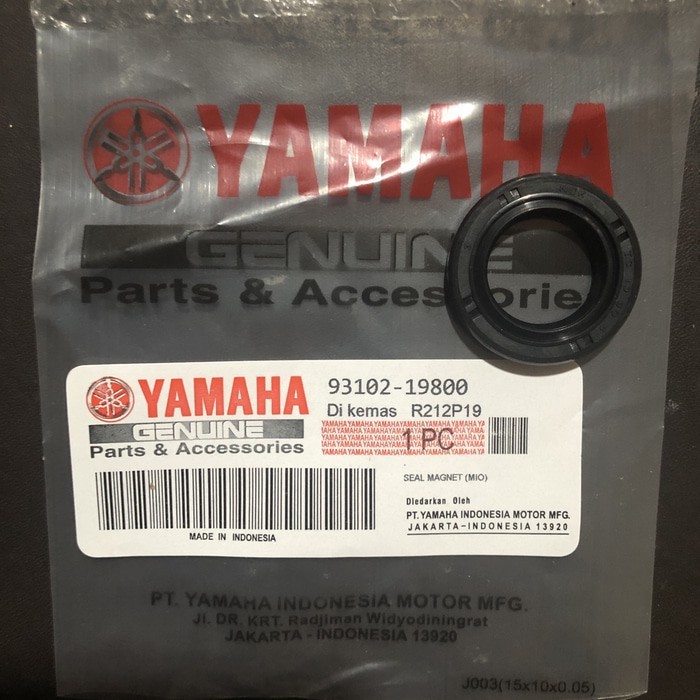 YAMAHA
GENUINE
Parts & Accessories
YAMAHA
GENUINE
Parts & Accessories
93102-19800
Di kemas R212P19
1 PC
SEAL MAGNET (MIO)
Diedarkan Oleh
PT. YAMAHA INDONESIA MOTOR MFG.
JAKARTA-INDONESIA 13920
MADE IN INDONESIA
PT. YAMAHA INDONESIA MOTOR MFG.
Jl. DR. KRT. Radjiman Widyodiningrat
JAKARTA - INDONESIA 13920
J003(15x10x0.05)